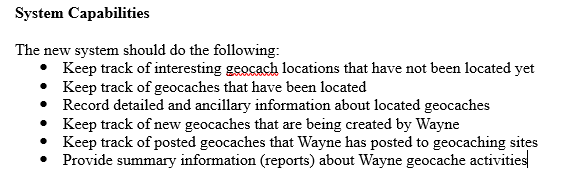 System Capabilities
The new system should do the following:
• Keep track of interesting geocach locations that have not been located yet
• Keep track of geocaches that have been located
• Record detailed and ancillary information about located geocaches
• Keep track of new geocaches that are being created by Wayne
• Keep track of posted geocaches that Wayne has posted to geocaching sites
• Provide summary information (reports) about Wayne geocache activities